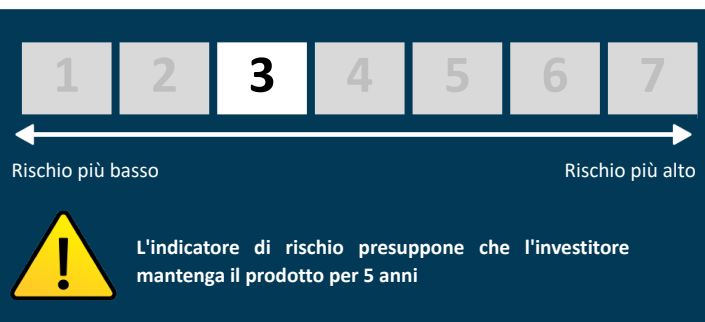 1 2 3 4 5 6 7
Rischio più basso Rischio più alto
!
L'indicatore di rischio presuppone che l'investitore
mantenga il prodotto per 5 anni